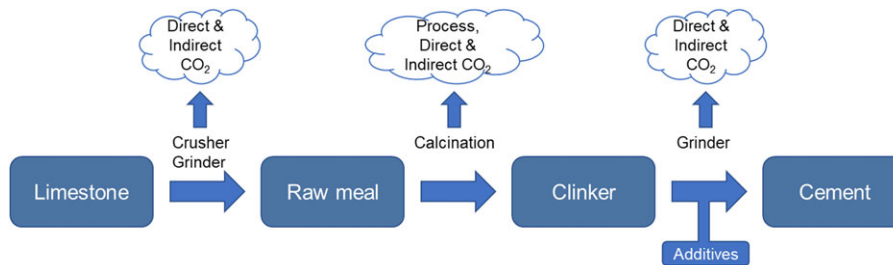 Direct &
Indirect
CO₂
Process,
Direct &
Indirect CO₂
Direct &
Indirect
CO₂
Crusher
Grinder
Calcination
Grinder
Limestone
Raw meal
Clinker
Cement
Additives